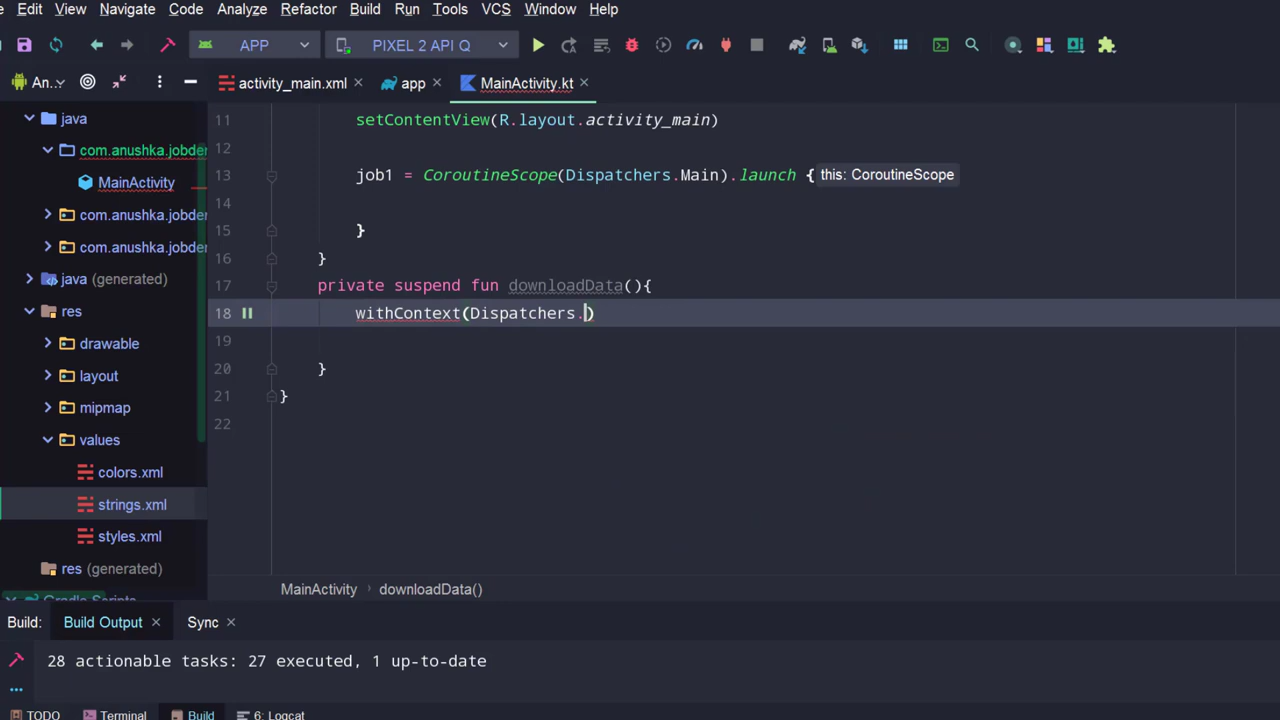 Edit View Navigate Code Analyze Refactor Build Run Tools VCS Window Help
APP PIXEL 2 API Q
An... activity_main.xml app MainActivity.kt
java
com.anushka.jobder
MainActivity
com.anushka.jobder
com.anushka.jobder
java (generated)
res
drawable
layout
mipmap
values
colors.xml
strings.xml
styles.xml
res (generated)
Gradle Scripts
11 setContentView(R.layout.activity_main)
12
13 job1 = CoroutineScope(Dispatchers.Main).launch { this: CoroutineScope
14
15 }
16 }
17 private suspend fun downloadData(){
18 withContext(Dispatchers.)
19
20 }
21 }
22
MainActivity › downloadData()
Build: Build Output Sync
28 actionable tasks: 27 executed, 1 up-to-date
TODO Terminal Build 6: Logcat